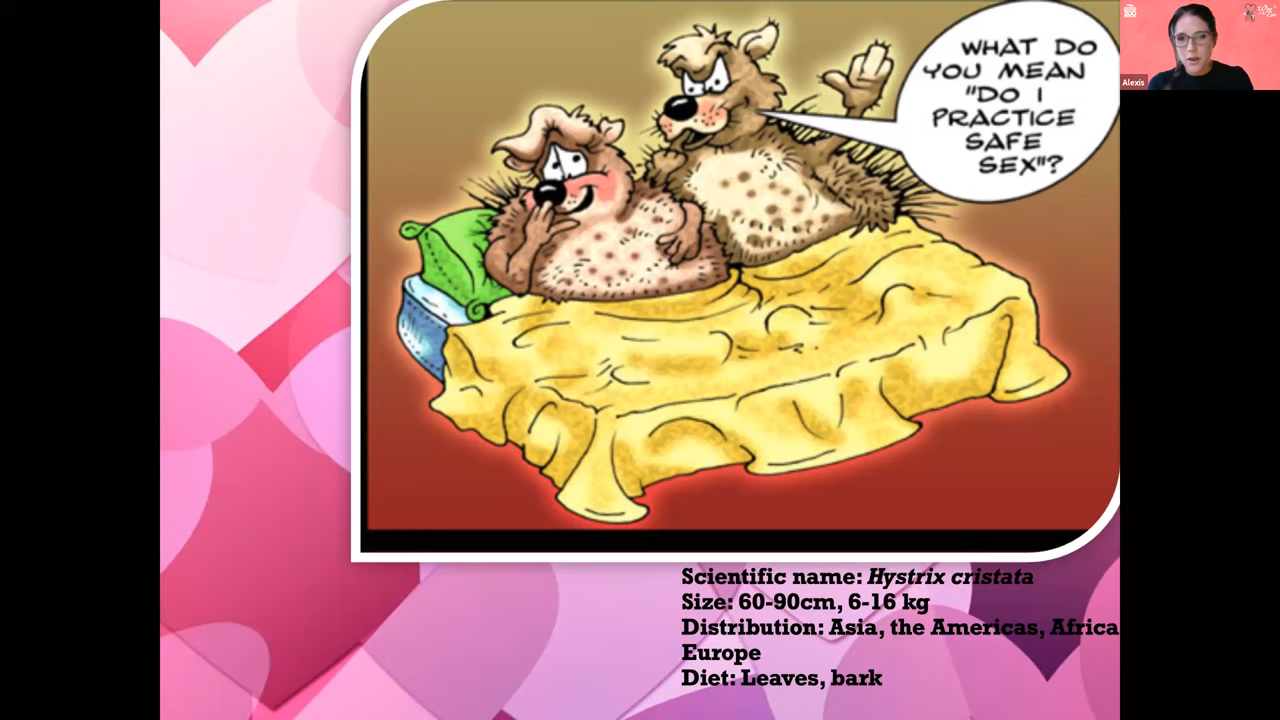 WHAT DO
YOU MEAN
"DO I
PRACTICE
SAFE
SEX"?
Alexis
Scientific name: Hystrix cristata
Size: 60-90cm, 6-16 kg
Distribution: Asia, the Americas, Africa
Europe
Diet: Leaves, bark